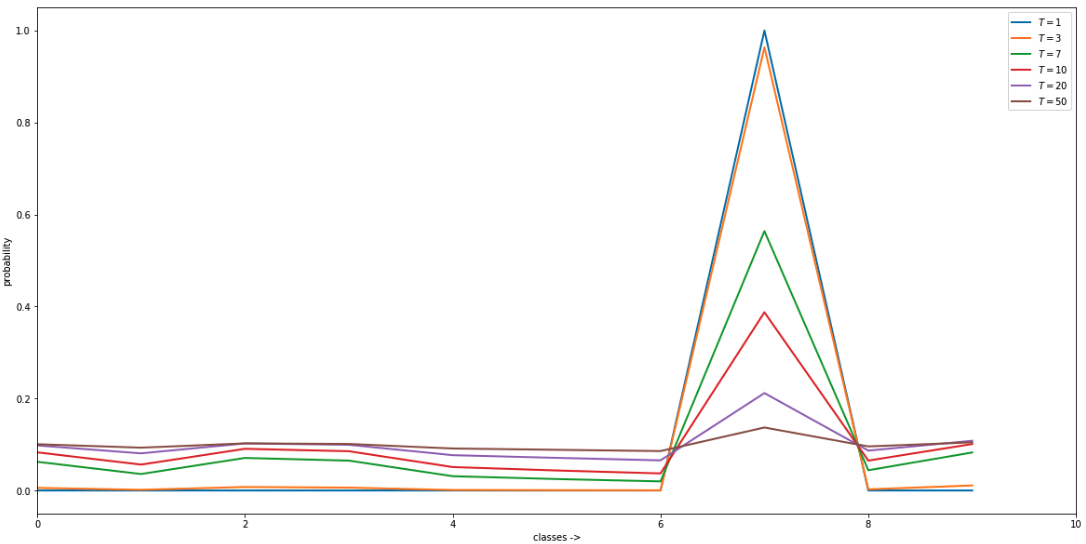 T = 1
T = 3
T = 7
T = 10
T = 20
T = 50
1.0
0.8
0.6
0.4
0.2
0.0
probability
0 2 4 6 8 10
classes ->